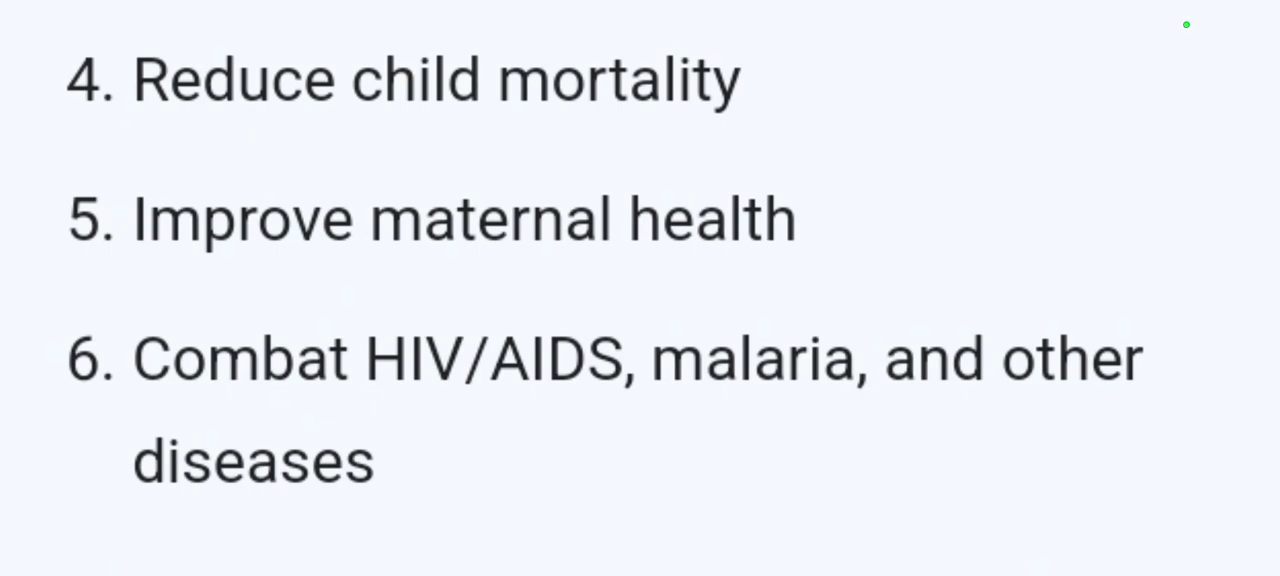 4. Reduce child mortality
5. Improve maternal health
6. Combat HIV/AIDS, malaria, and other
diseases